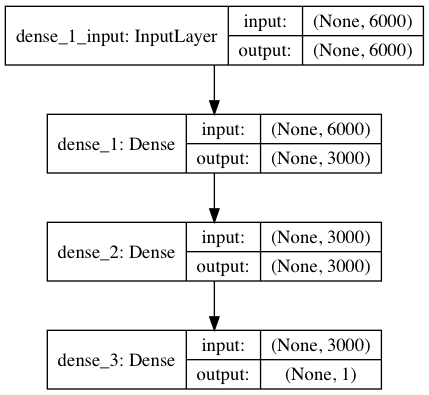 dense_1_input: InputLayer
input: (None, 6000)
output: (None, 6000)
dense_1: Dense
input: (None, 6000)
output: (None, 3000)
dense_2: Dense
input: (None, 3000)
output: (None, 3000)
dense_3: Dense
input: (None, 3000)
output: (None, 1)